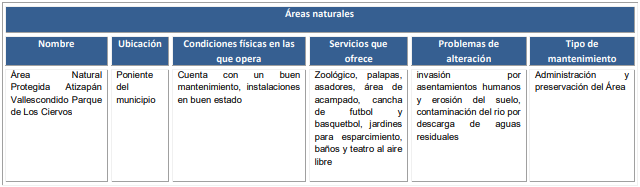 Áreas naturales
Nombre
Ubicación
Condiciones físicas en las
que opera
Servicios que
ofrece
Problemas de
alteración
Tipo de
mantenimiento
Área Natural
Protegida Atizapán
Vallescondido Parque
de Los Ciervos
Poniente
del
municipio
Cuenta con un buen
mantenimiento, instalaciones
en buen estado
Zoológico, palapas,
asadores, área de
acampado, cancha
de futbol y
basquetbol, jardines
para esparcimiento,
baños y teatro al aire
libre
invasión por
asentamientos humanos
y erosión del suelo,
contaminación del rio por
descarga de aguas
residuales
Administración y
preservación del Área